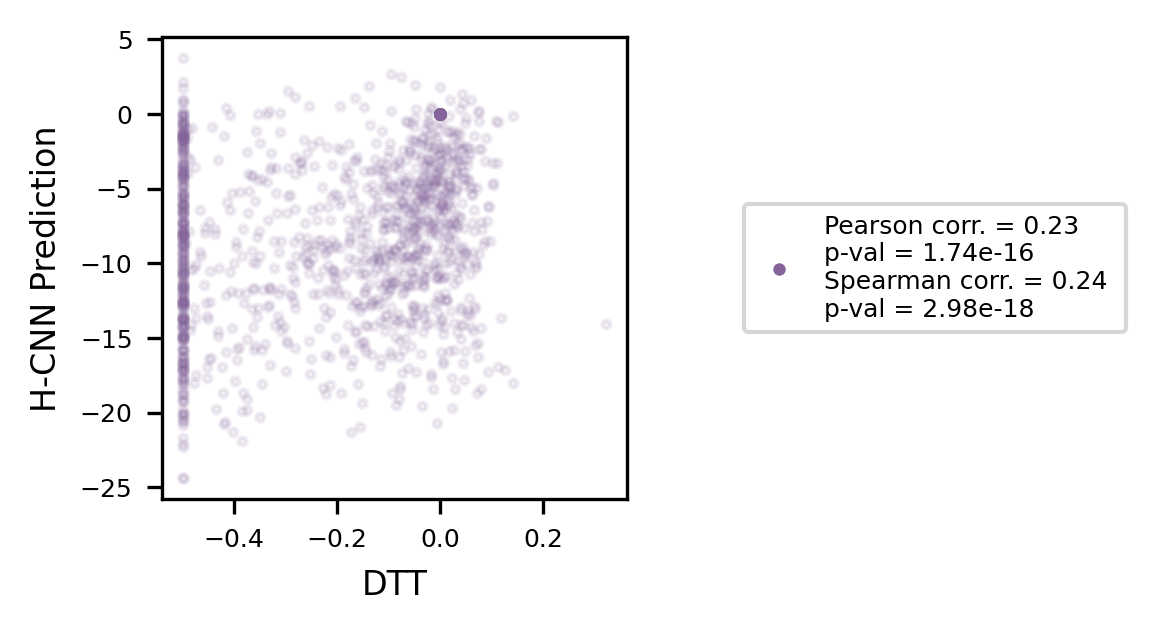 5
0
−5
−10
−15
−20
−25
H-CNN Prediction
−0.4
−0.2
0.0
0.2
DTT
Pearson corr. = 0.23
p-val = 1.74e-16
Spearman corr. = 0.24
p-val = 2.98e-18